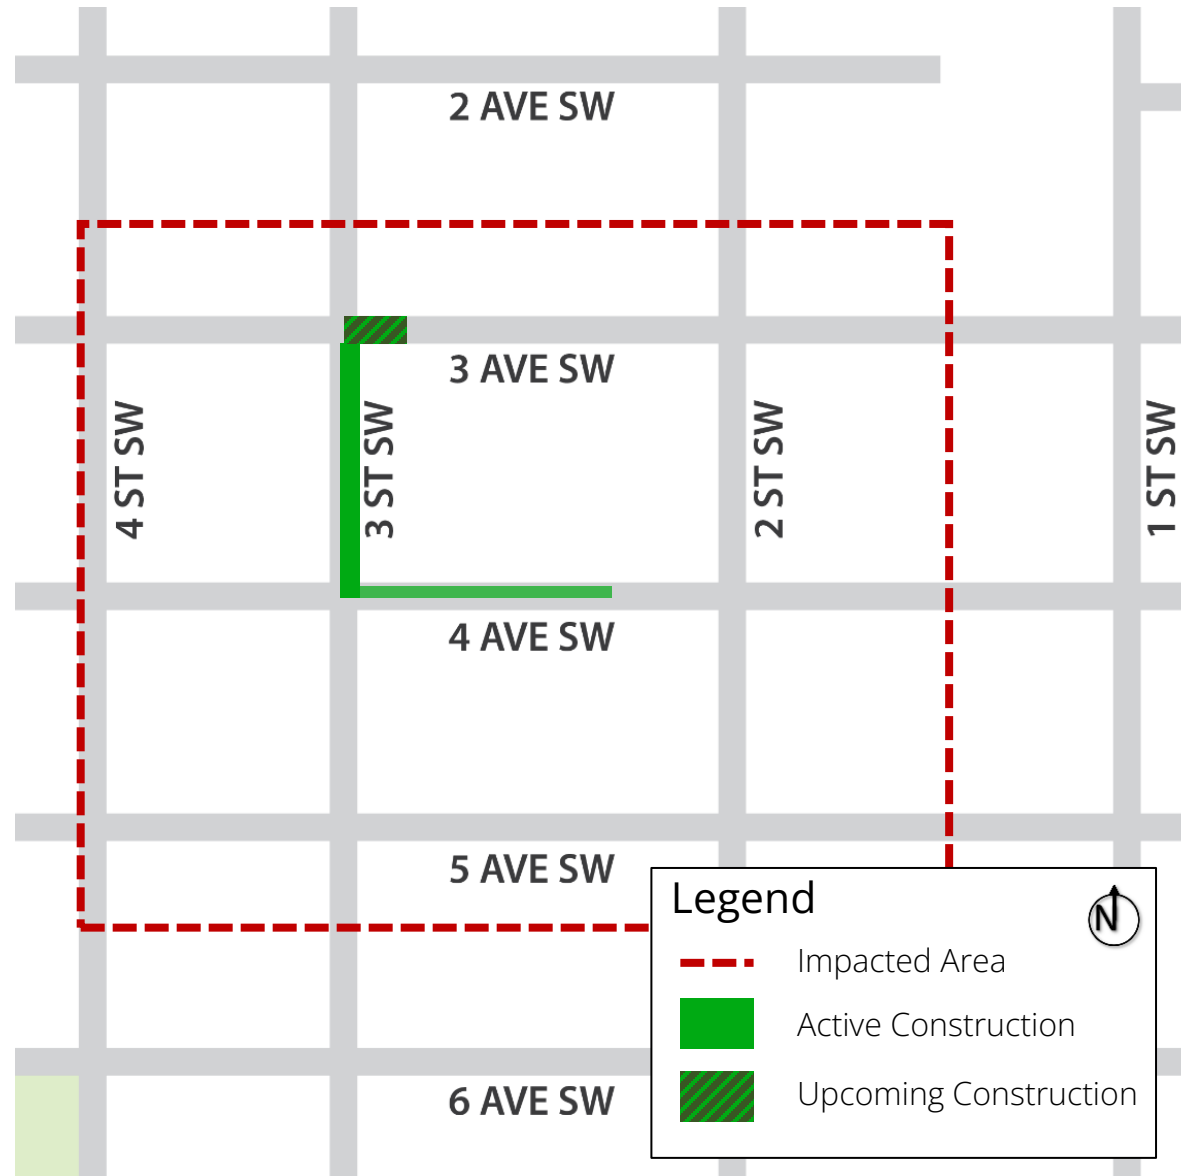 2 AVE SW
3 AVE SW
4 ST SW
3 ST SW
2 ST SW
1 ST SW
4 AVE SW
5 AVE SW
Legend
N
Impacted Area
Active Construction
Upcoming Construction
6 AVE SW